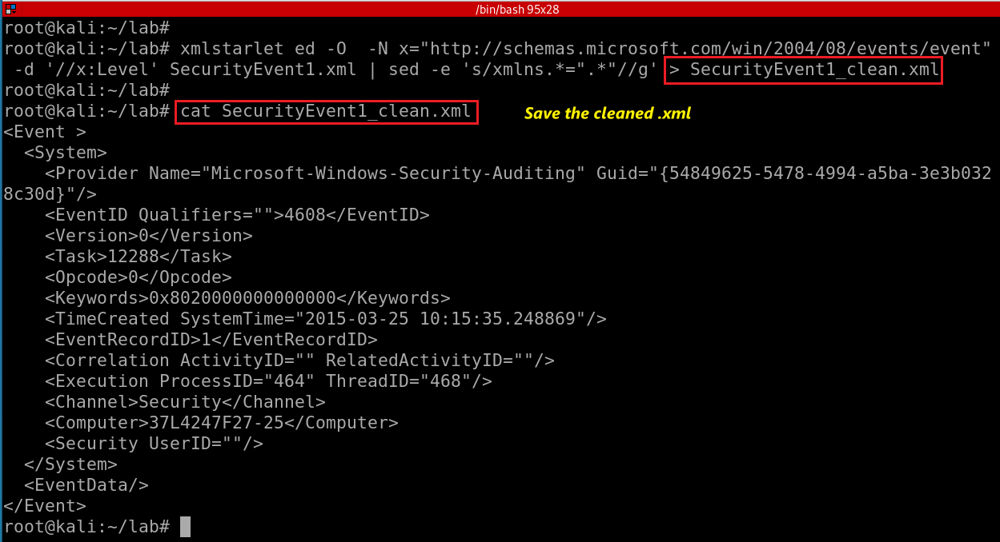 /bin/bash 95x28
root@kali:~/lab#
root@kali:~/lab# xmlstarlet ed -O  -N x="http://schemas.microsoft.com/win/2004/08/events/event"
 -d '//x:Level' SecurityEvent1.xml | sed -e 's/xmlns.*=".*"//g' > SecurityEvent1_clean.xml
root@kali:~/lab#
root@kali:~/lab# cat SecurityEvent1_clean.xml Save the cleaned .xml
<Event >
  <System>
    <Provider Name="Microsoft-Windows-Security-Auditing" Guid="{54849625-5478-4994-a5ba-3e3b032
8c30d}"/>
    <EventID Qualifiers="">4608</EventID>
    <Version>0</Version>
    <Task>12288</Task>
    <Opcode>0</Opcode>
    <Keywords>0x8020000000000000</Keywords>
    <TimeCreated SystemTime="2015-03-25 10:15:35.248869"/>
    <EventRecordID>1</EventRecordID>
    <Correlation ActivityID="" RelatedActivityID=""/>
    <Execution ProcessID="464" ThreadID="468"/>
    <Channel>Security</Channel>
    <Computer>37L4247F27-25</Computer>
    <Security UserID=""/>
  </System>
  <EventData/>
</Event>
root@kali:~/lab#